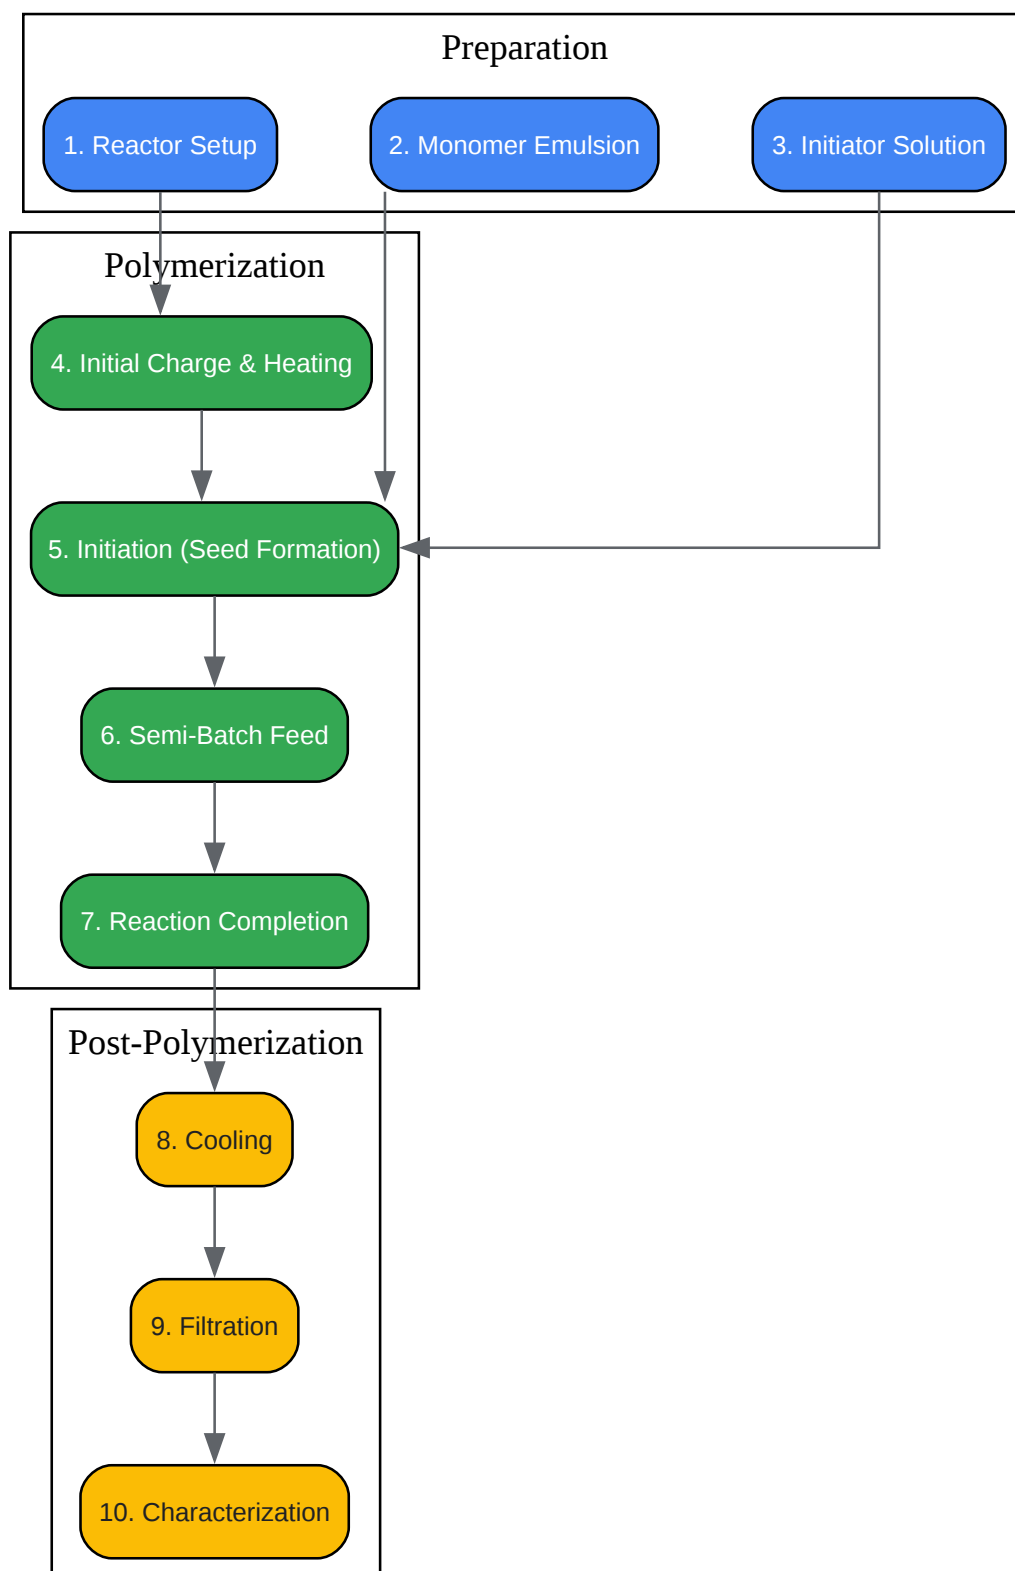 Preparation
1. Reactor Setup
2. Monomer Emulsion
3. Initiator Solution
Polymerization
4. Initial Charge & Heating
5. Initiation (Seed Formation)
6. Semi-Batch Feed
7. Reaction Completion
Post-Polymerization
8. Cooling
9. Filtration
10. Characterization